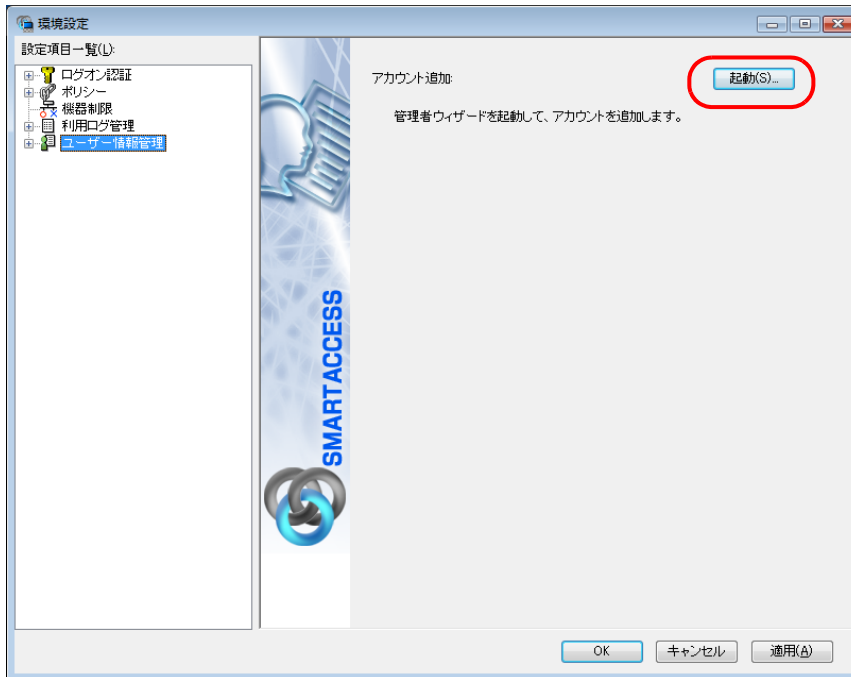 環境設定
設定項目一覧(L):
ログオン認証
ポリシー
機器制限
利用ログ管理
ユーザー情報管理
SMARTACCESS
アカウント追加:
起動(S)...
管理者ウィザードを起動して、アカウントを追加します。
OK
キャンセル
適用(A)